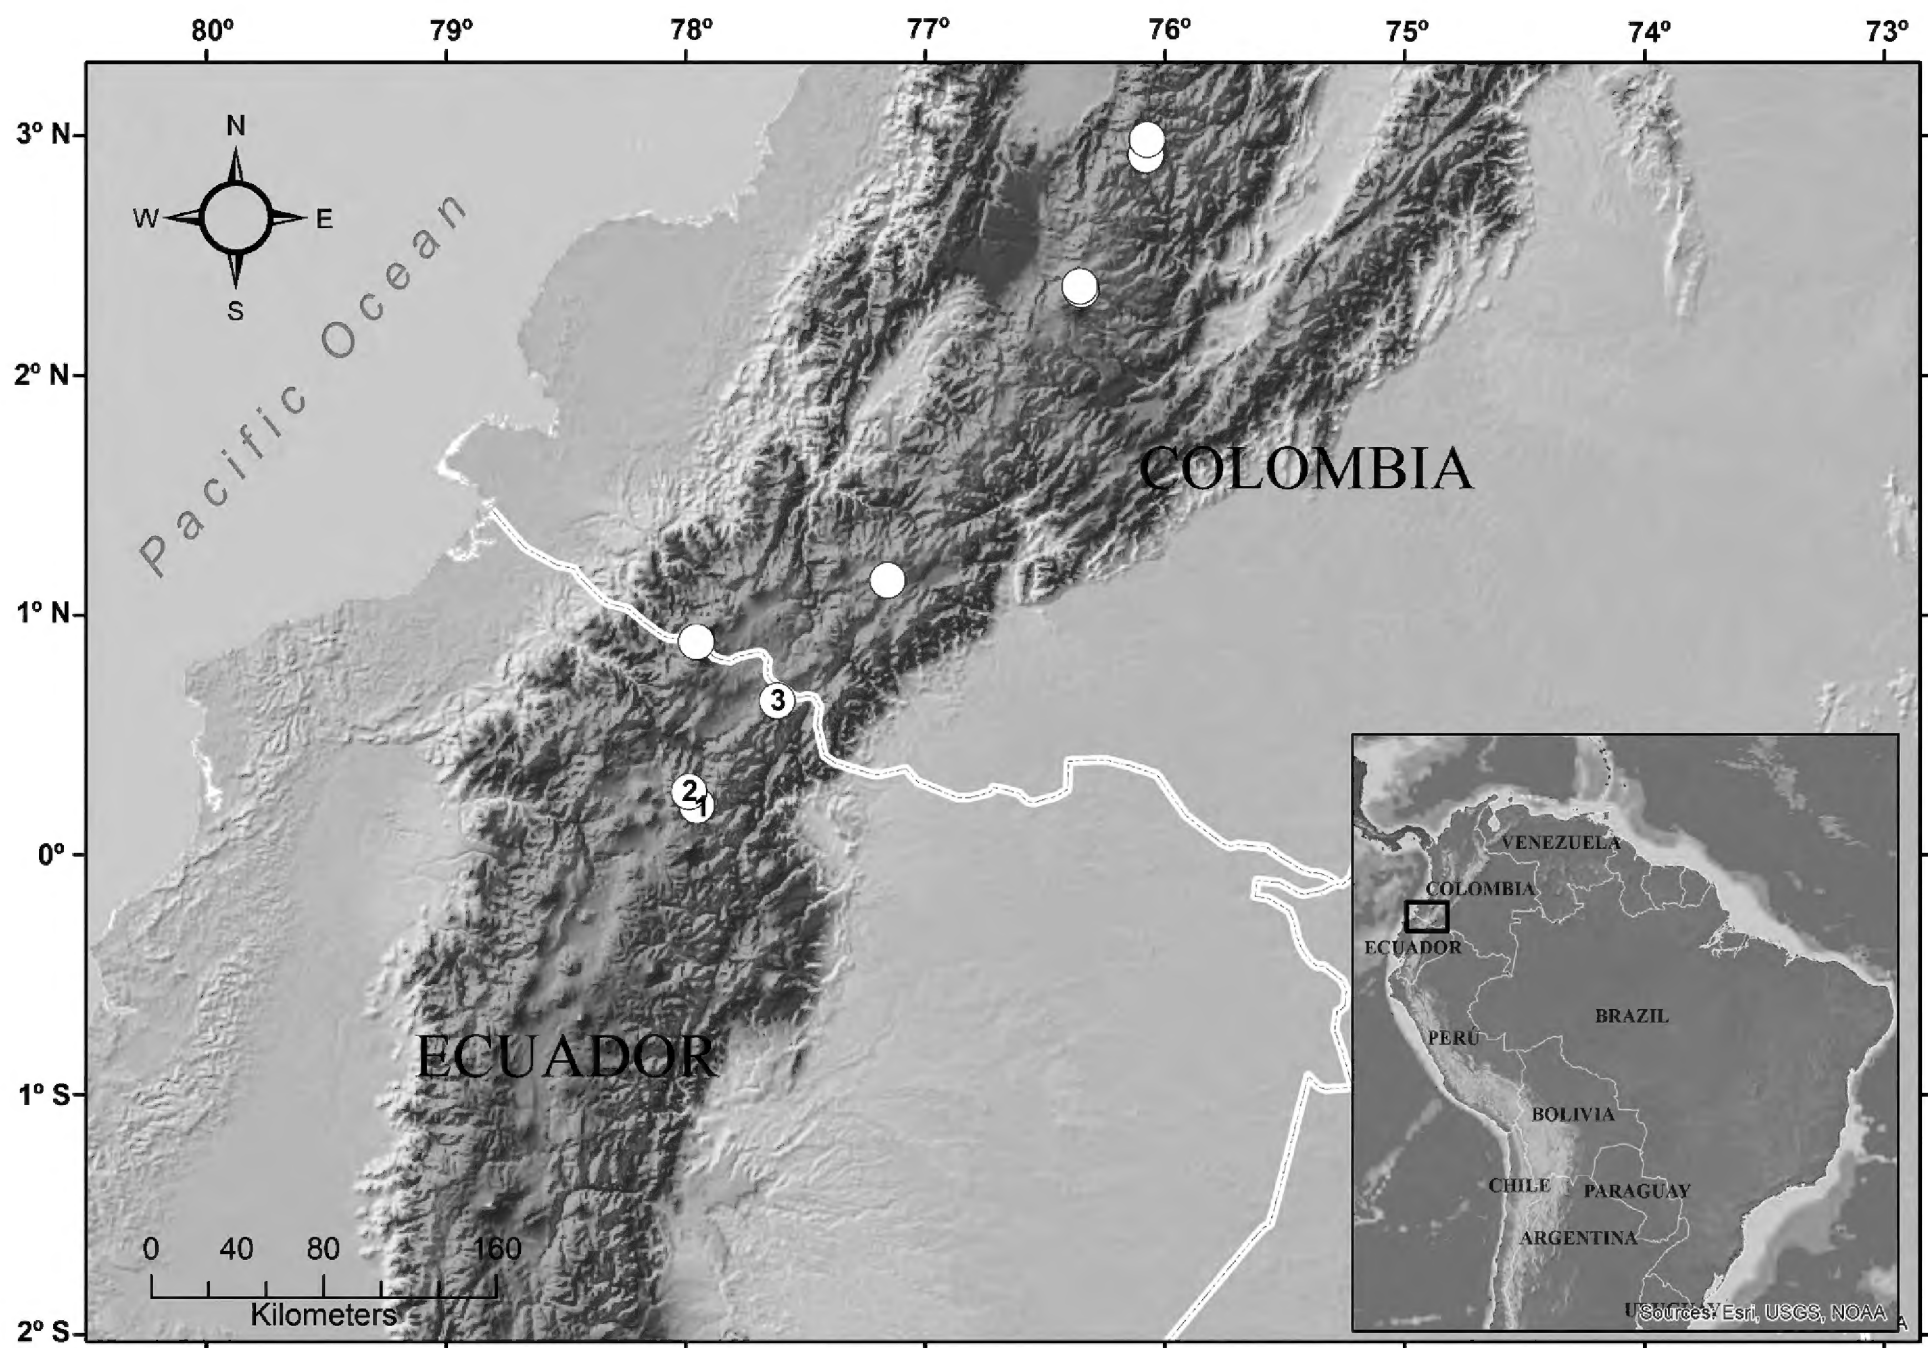 80º 79º 78º 77º 76º 75º 74º 73º
3º N
N
W E
S
Pacific Ocean
2º N
COLOMBIA
1º N
3
2
1
0º
VENEZUELA
COLOMBIA
ECUADOR
BRAZIL
PERÚ
ECUADOR
1º S
BOLIVIA
CHILE PARAGUAY
ARGENTINA
0 40 80 160
Kilometers
URUGUAY
Sources: Esri, USGS, NOAA
2º S